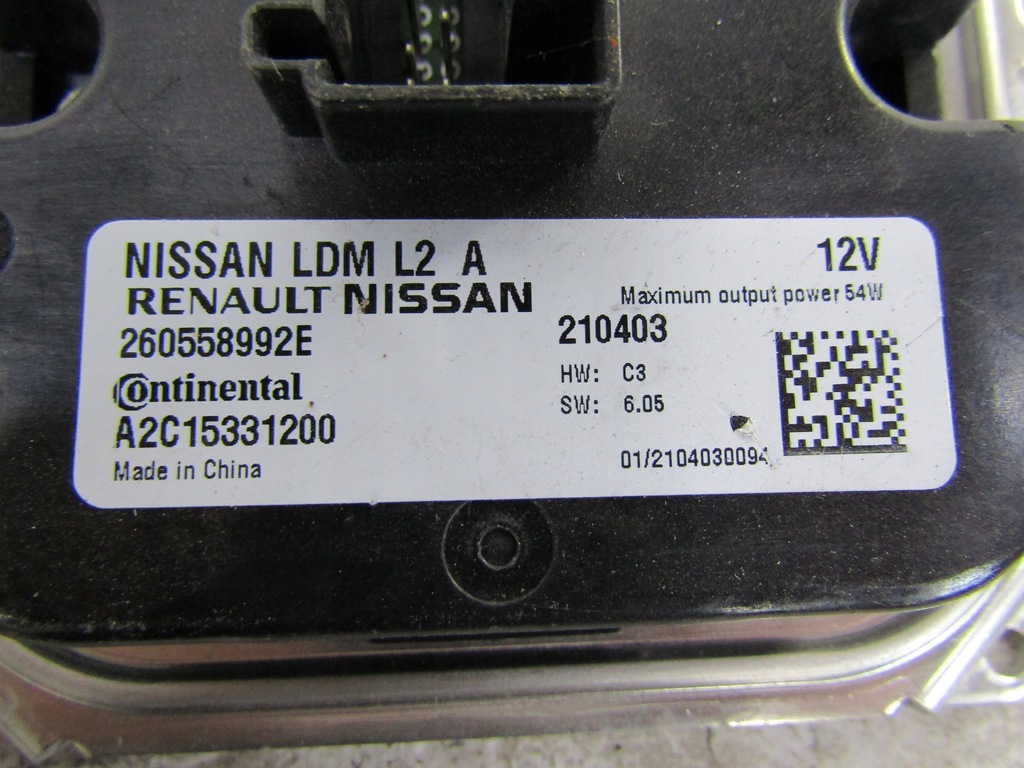 NISSAN LDM L2 A
12V
RENAULT NISSAN
Maximum output power 54W
260558992E
210403
HW: C3
Continental
SW: 6.05
A2C15331200
01/2104030094
Made in China